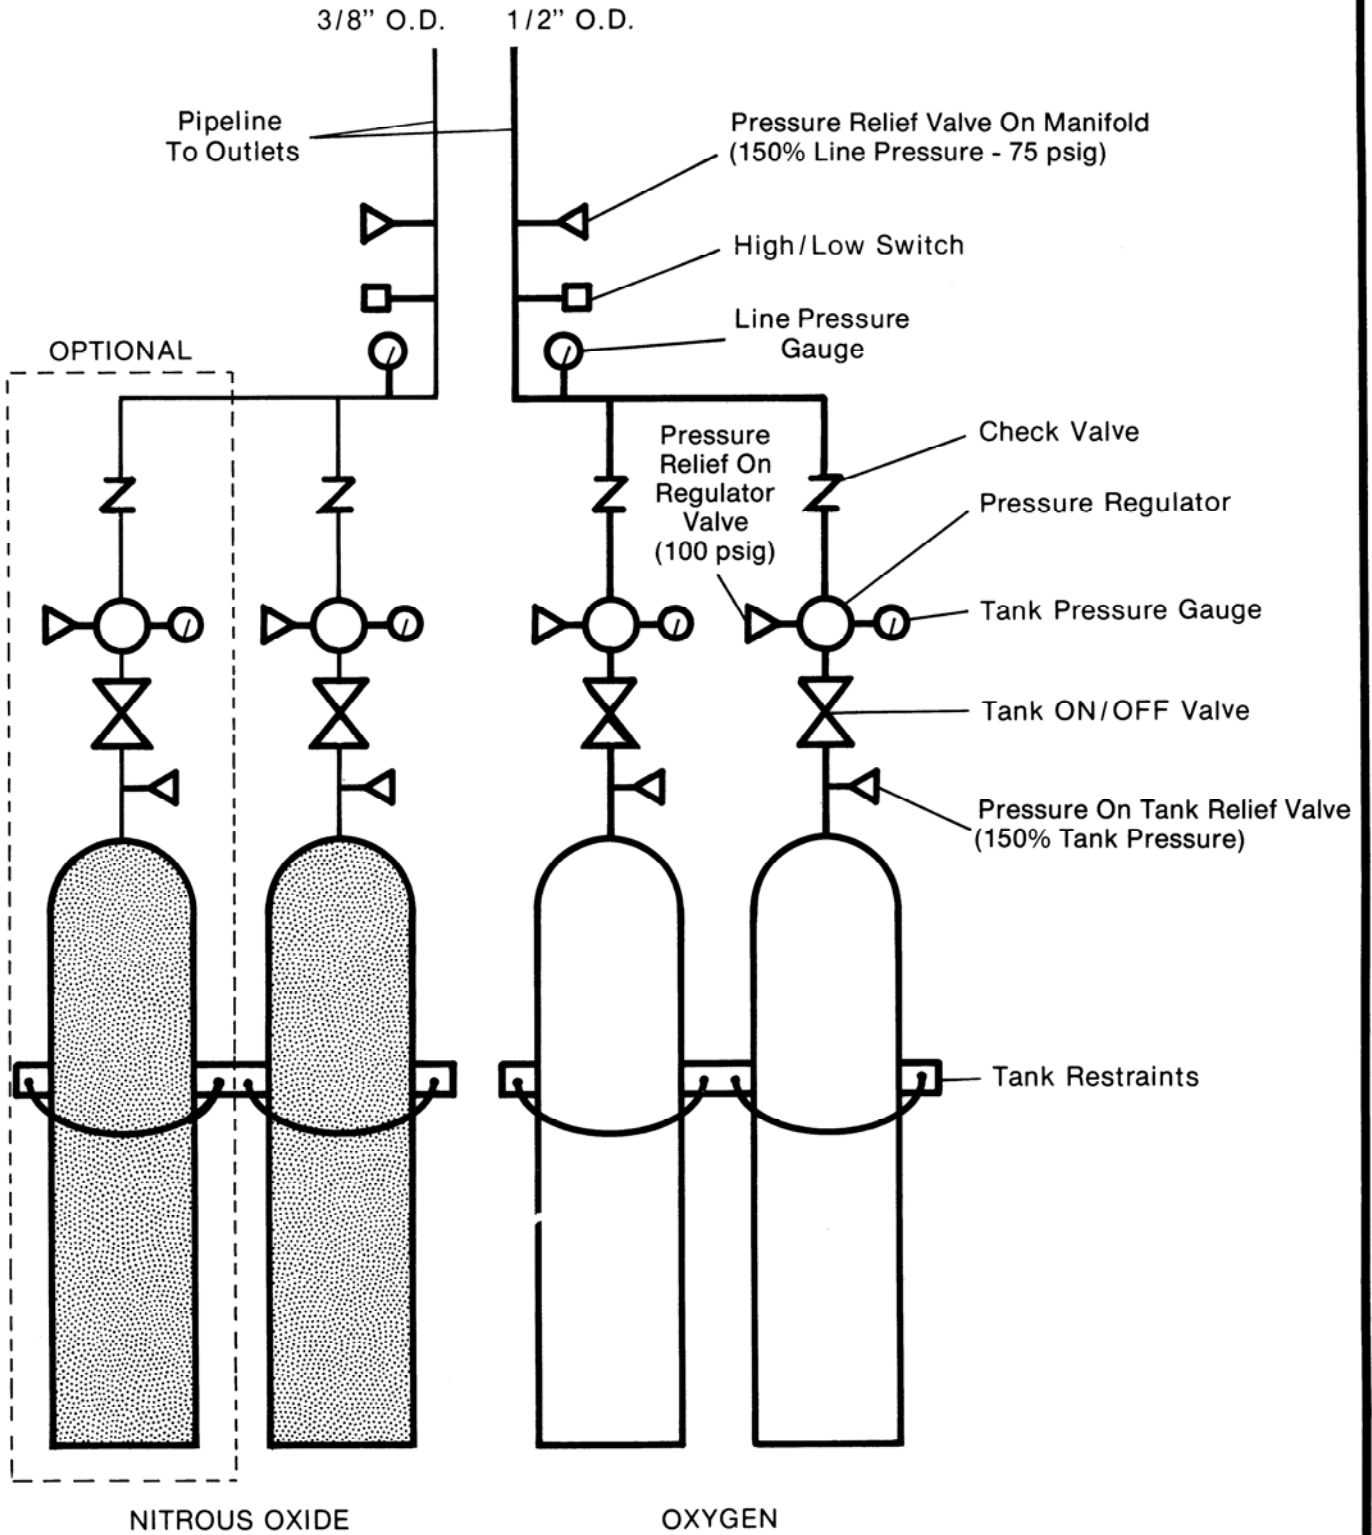 3/8" O.D.
1/2" O.D.
Pipeline
To Outlets
Pressure Relief Valve On Manifold
(150% Line Pressure - 75 psig)
High/Low Switch
Line Pressure
Gauge
OPTIONAL
Pressure
Relief On
Regulator
Valve
(100 psig)
Check Valve
Pressure Regulator
Tank Pressure Gauge
Tank ON/OFF Valve
Pressure On Tank Relief Valve
(150% Tank Pressure)
Tank Restraints
NITROUS OXIDE
OXYGEN